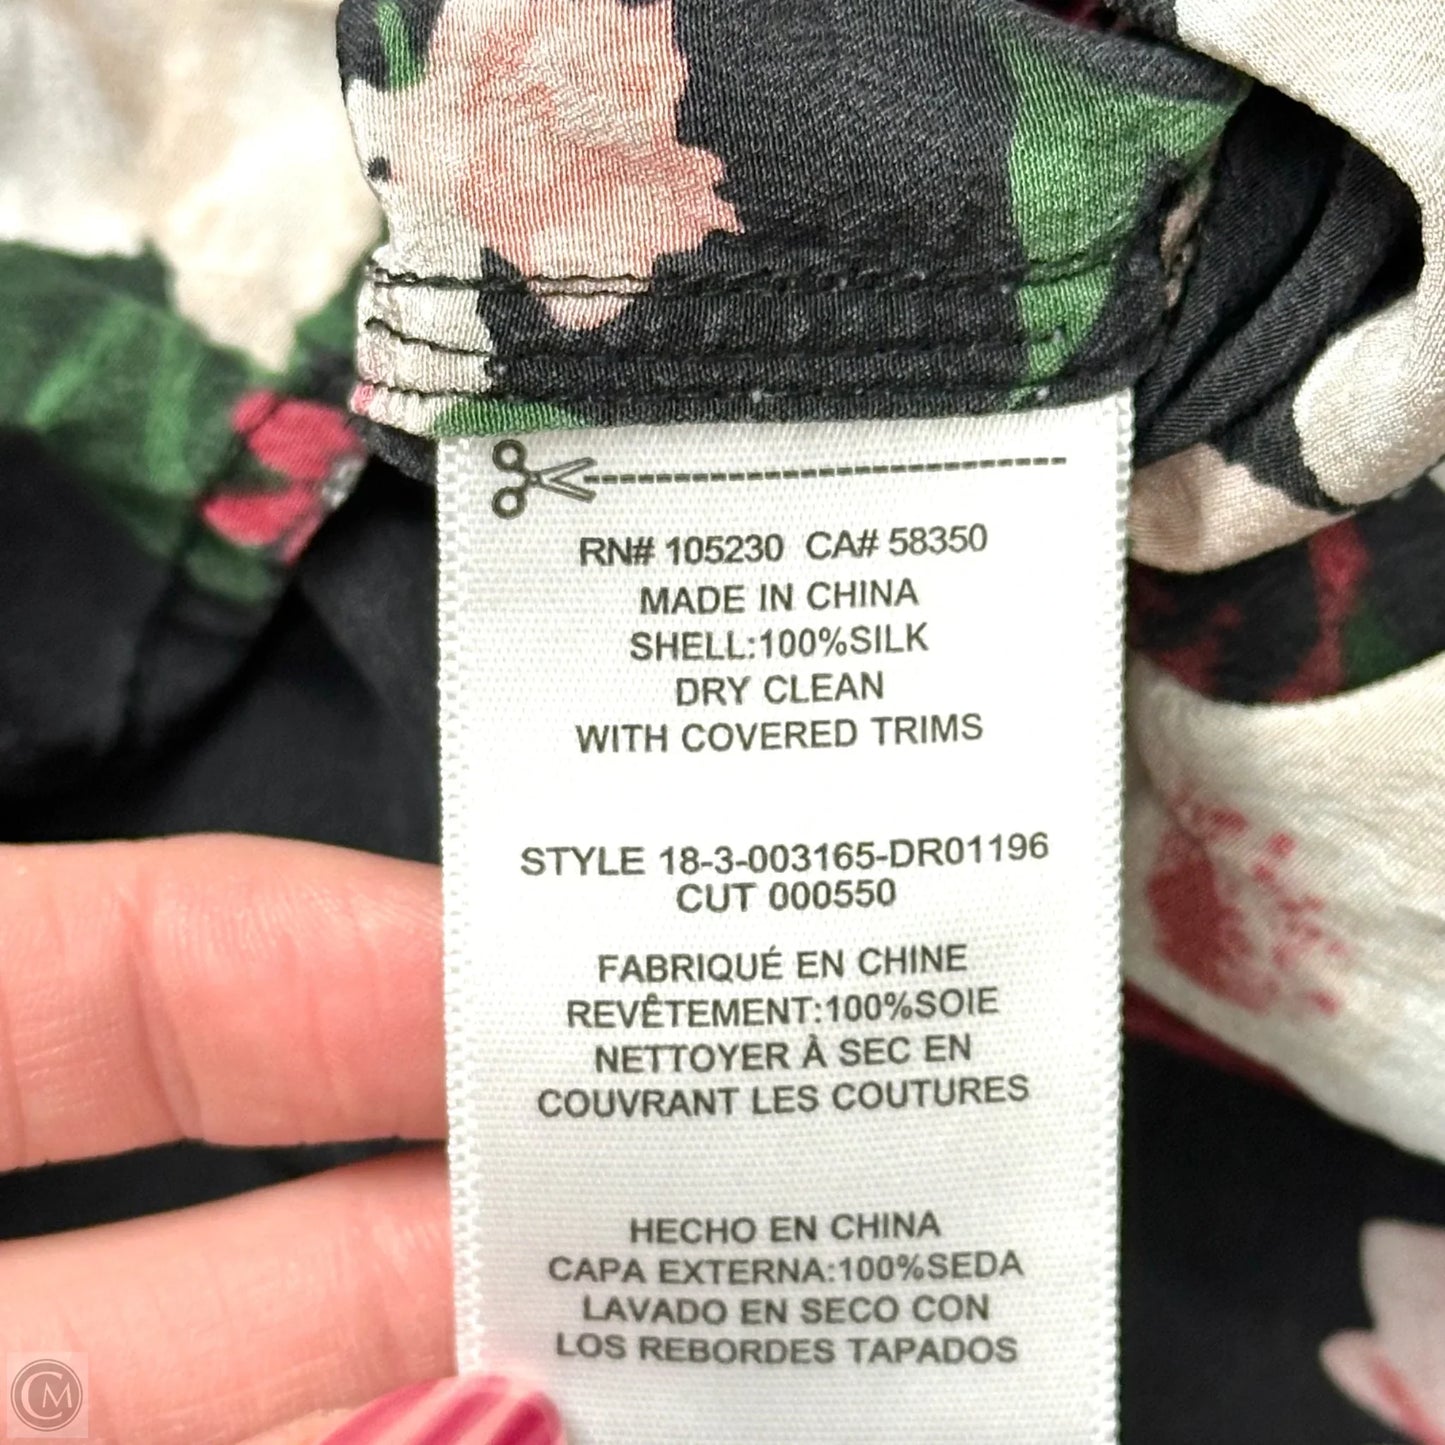 RN# 105230 CA# 58350
MADE IN CHINA
SHELL:100%SILK
DRY CLEAN
WITH COVERED TRIMS
STYLE 18-3-003165-DR01196
CUT 000550
FABRIQUÉ EN CHINE
REVÊTEMENT:100%SOIE
NETTOYER À SEC EN
COUVRANT LES COUTURES
HECHO EN CHINA
CAPA EXTERNA:100%SEDA
LAVADO EN SECO CON
LOS REBORDES TAPADOS
CM